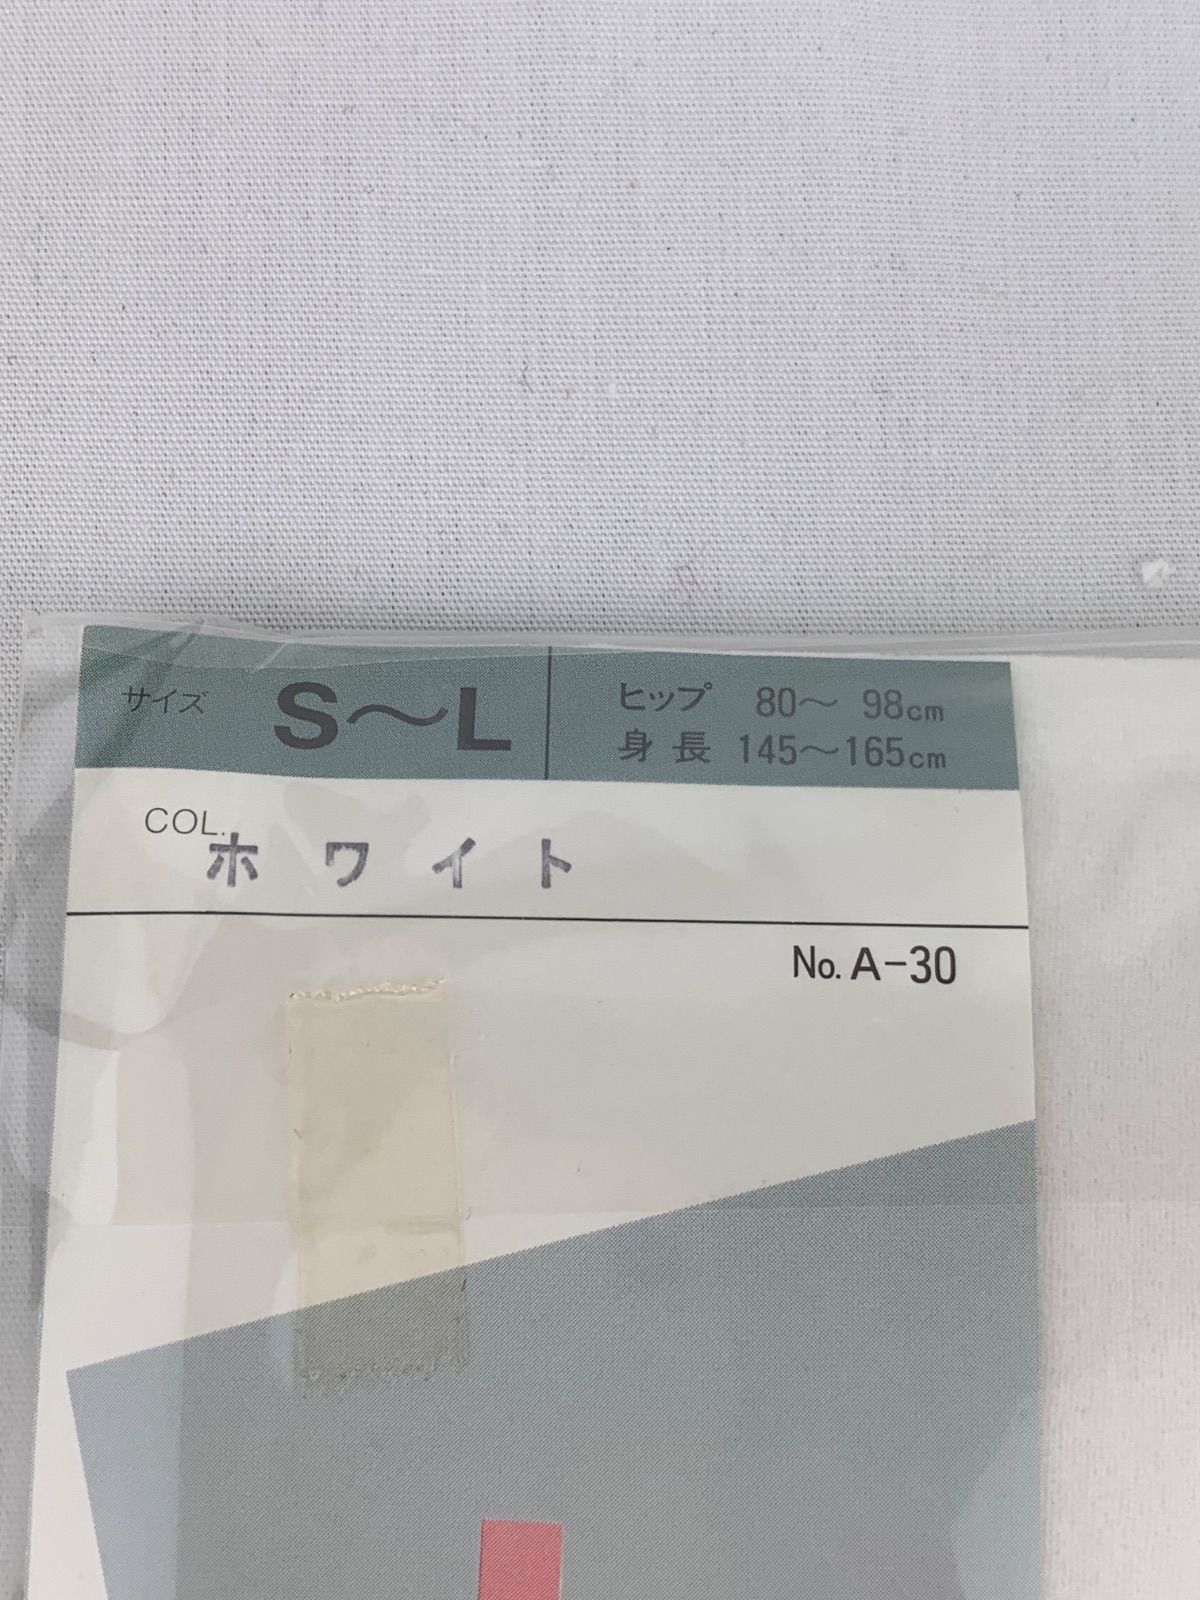 サイズ S〜L
ヒップ 80〜 98cm
身長 145〜165cm
COL. ホワイト
No. A-30